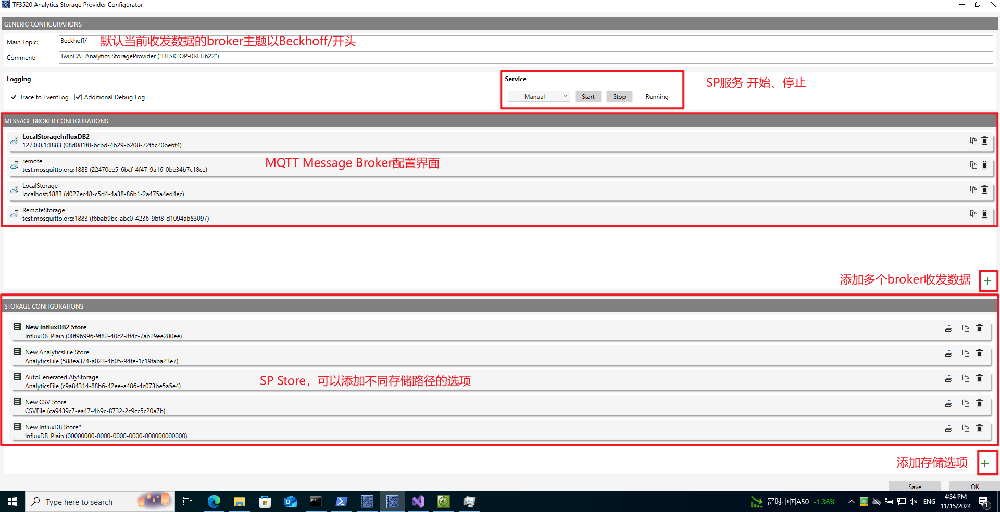 TF3520 Analytics Storage Provider Configurator
GENERIC CONFIGURATIONS
Main Topic:
Beckhoff/
默认当前收发数据的broker主题以Beckhoff/开头
Comment:
TwinCAT Analytics StorageProvider ("DESKTOP-0REH622")
Logging
Trace to EventLog
Additional Debug Log
Service
Manual
Start
Stop
Running
SP服务 开始、停止
MESSAGE BROKER CONFIGURATIONS
LocalStorageInfluxDB2
127.0.0.1:1883 (08d081f0-bcbd-4b29-b208-72f5c20be6f4)
remote
test.mosquitto.org:1883 (22470ee5-6bcf-4f47-9a16-0be34b7c18ce)
MQTT Message Broker配置界面
LocalStorage
localhost:1883 (d027ec48-c5d4-4a38-86b1-2a475a4ed4ec)
RemoteStorage
test.mosquitto.org:1883 (f6bab9bc-abc0-4236-9bf8-d1094ab83097)
添加多个broker收发数据
STORAGE CONFIGURATIONS
New InfluxDB2 Store
InfluxDB_Plain (00f9b996-9f82-40c2-8f4c-7ab29ee280ee)
New AnalyticsFile Store
AnalyticsFile (588ea374-a023-4b05-94fe-1c19faba23e7)
AutoGenerated AlyStorage
AnalyticsFile (c9a84314-88b6-42ee-a486-4c073be5a5e4)
SP Store，可以添加不同存储路径的选项
New CSV Store
CSVFile (ca9439c7-ea47-4b9c-8732-2c9cc5c20a7b)
New InfluxDB Store*
InfluxDB_Plain (00000000-0000-0000-0000-000000000000)
添加存储选项
Save
OK
Type here to search
富时中国A50 -1.36%
ENG
4:34 PM
11/15/2024
1